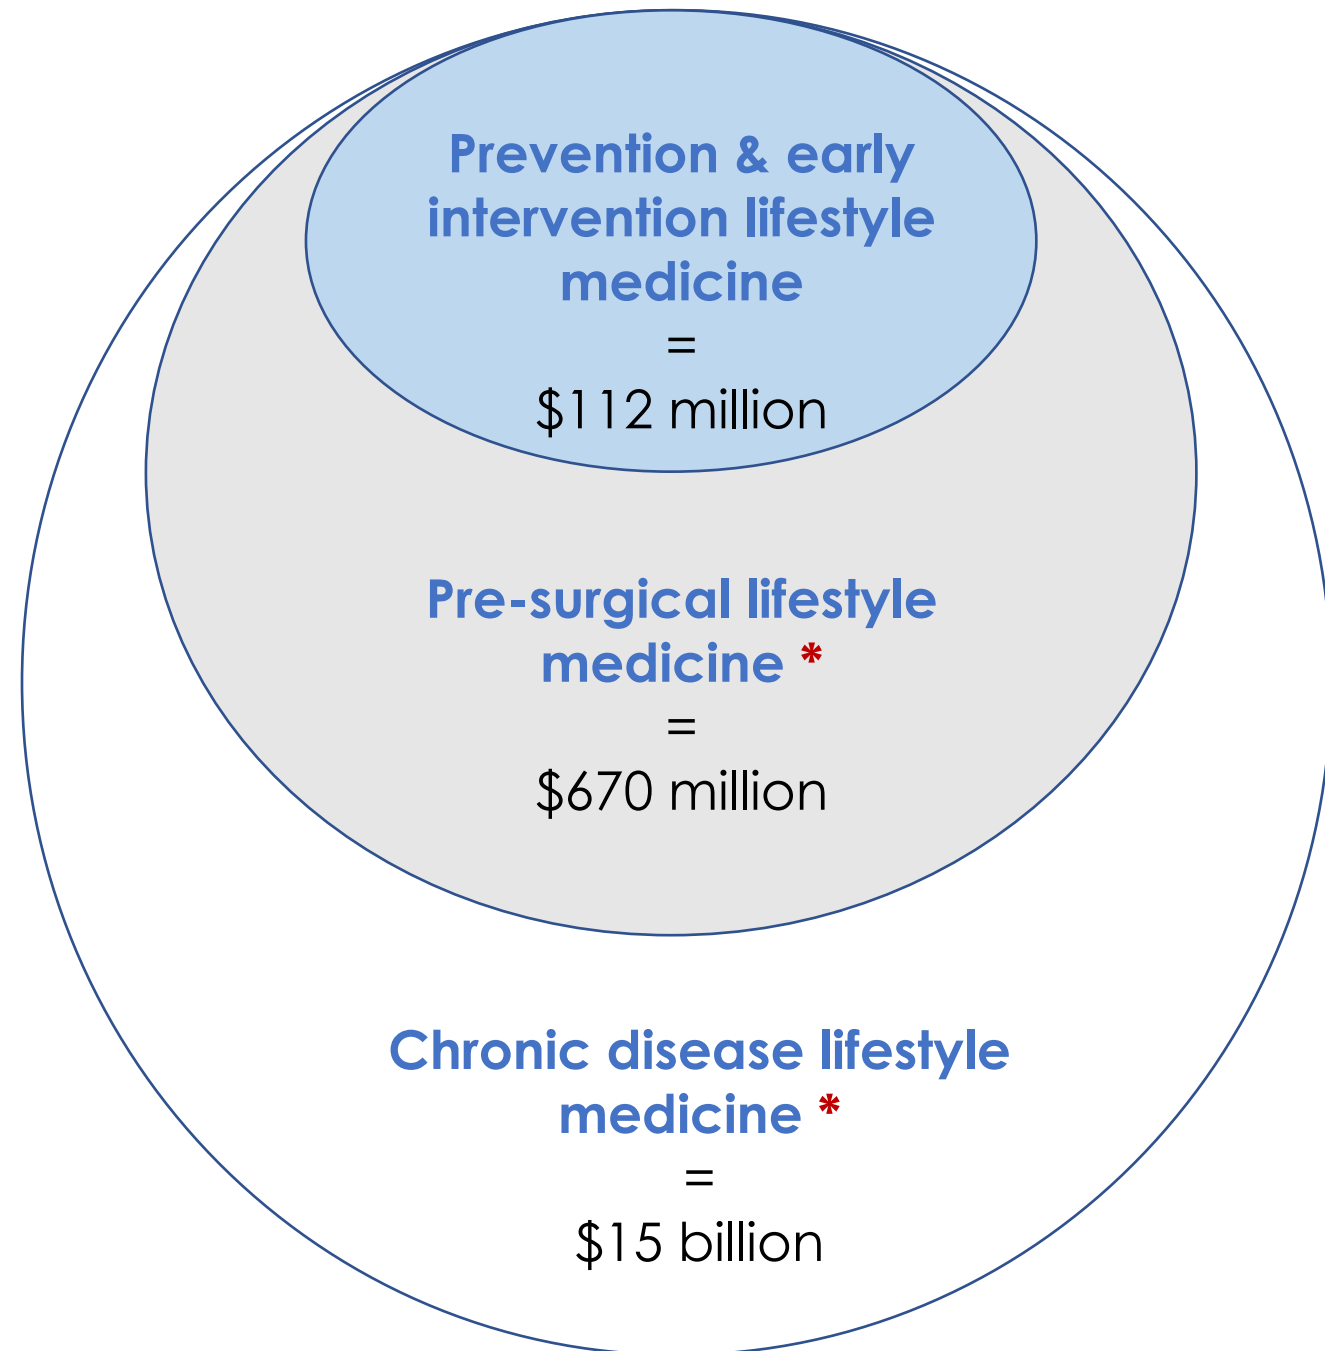 Prevention & early
intervention lifestyle
medicine
=
$112 million
Pre-surgical lifestyle
medicine *
=
$670 million
Chronic disease lifestyle
medicine *
=
$15 billion